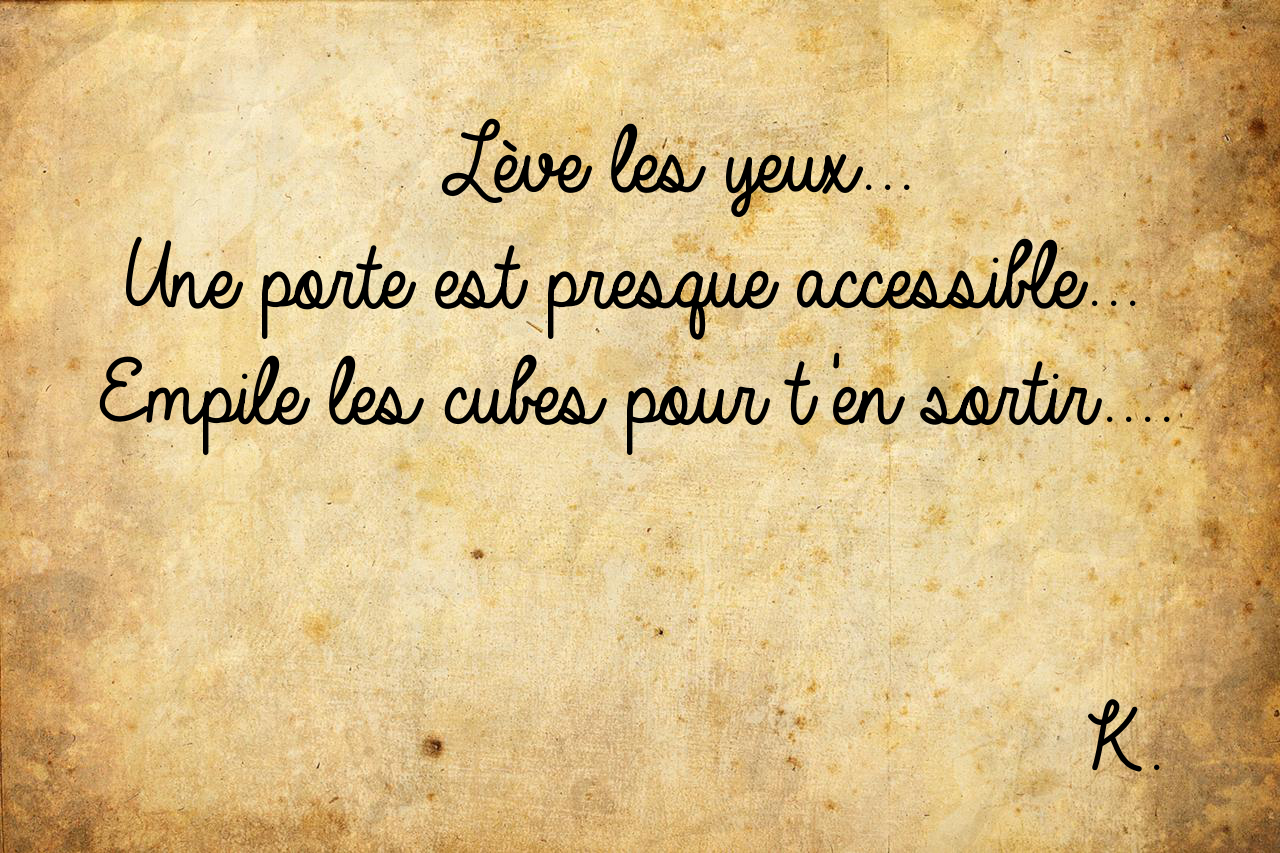 Lève les yeux...
Une porte est presque accessible...
Empile les cubes pour t'en sortir....
K.